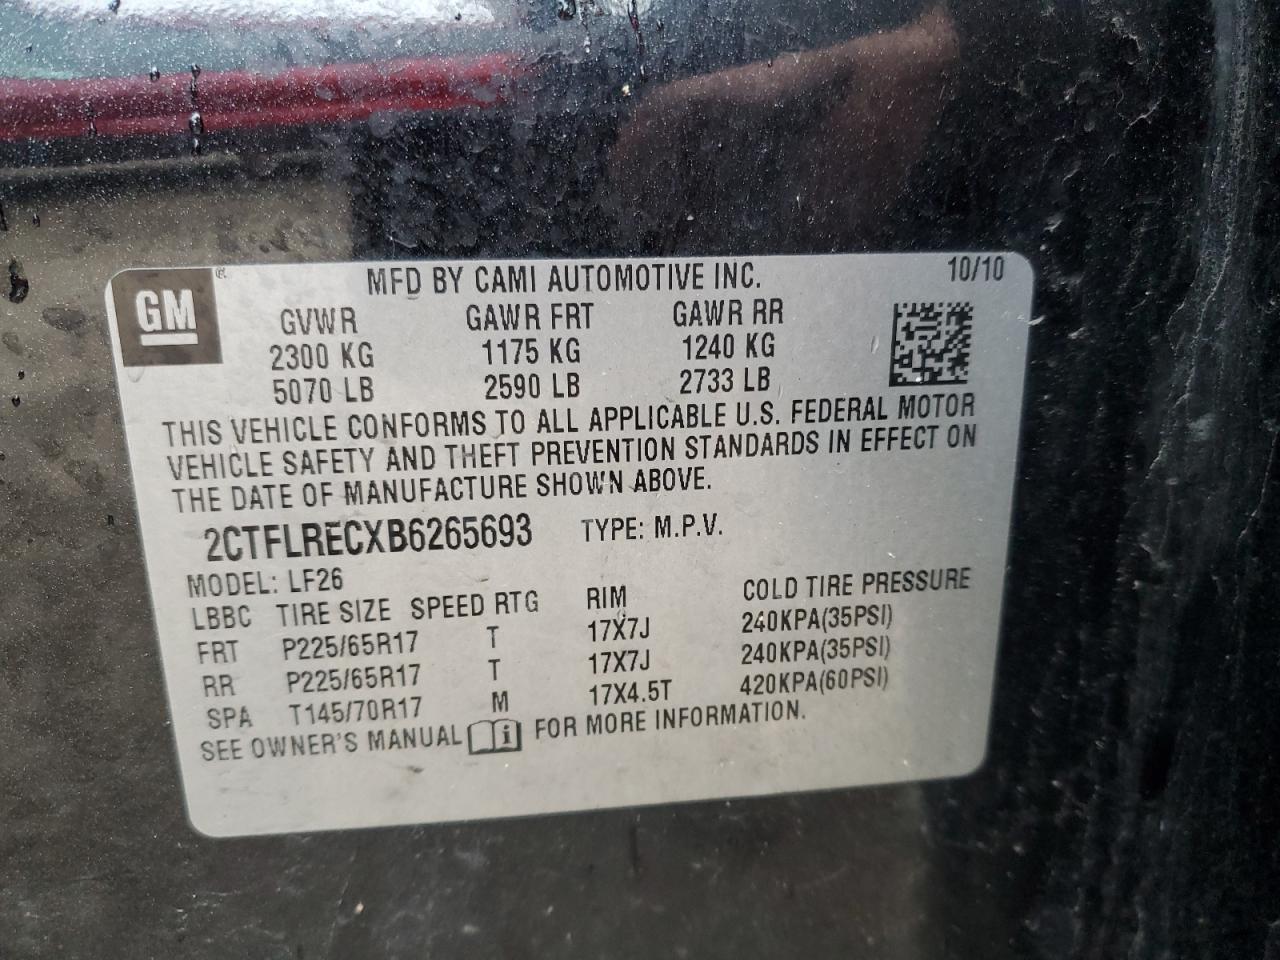 GM® MFD BY CAMI AUTOMOTIVE INC. 10/10
GVWR GAWR FRT GAWR RR
2300 KG 1175 KG 1240 KG
5070 LB 2590 LB 2733 LB
THIS VEHICLE CONFORMS TO ALL APPLICABLE U.S. FEDERAL MOTOR
VEHICLE SAFETY AND THEFT PREVENTION STANDARDS IN EFFECT ON
THE DATE OF MANUFACTURE SHOWN ABOVE.
2CTFLRECXB6265693 TYPE: M.P.V.
MODEL: LF26
LBBC TIRE SIZE SPEED RTG RIM COLD TIRE PRESSURE
FRT P225/65R17 T 17X7J 240KPA(35PSI)
RR P225/65R17 T 17X7J 240KPA(35PSI)
SPA T145/70R17 M 17X4.5T 420KPA(60PSI)
SEE OWNER'S MANUAL i FOR MORE INFORMATION.